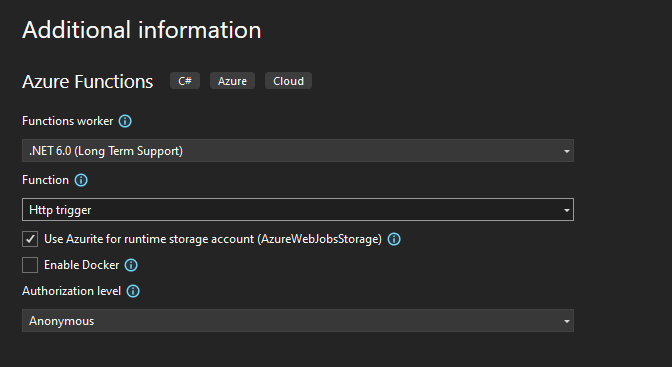 Additional information
Azure Functions C# Azure Cloud
Functions worker
.NET 6.0 (Long Term Support)
Function
Http trigger
Use Azurite for runtime storage account (AzureWebJobsStorage)
Enable Docker
Authorization level
Anonymous